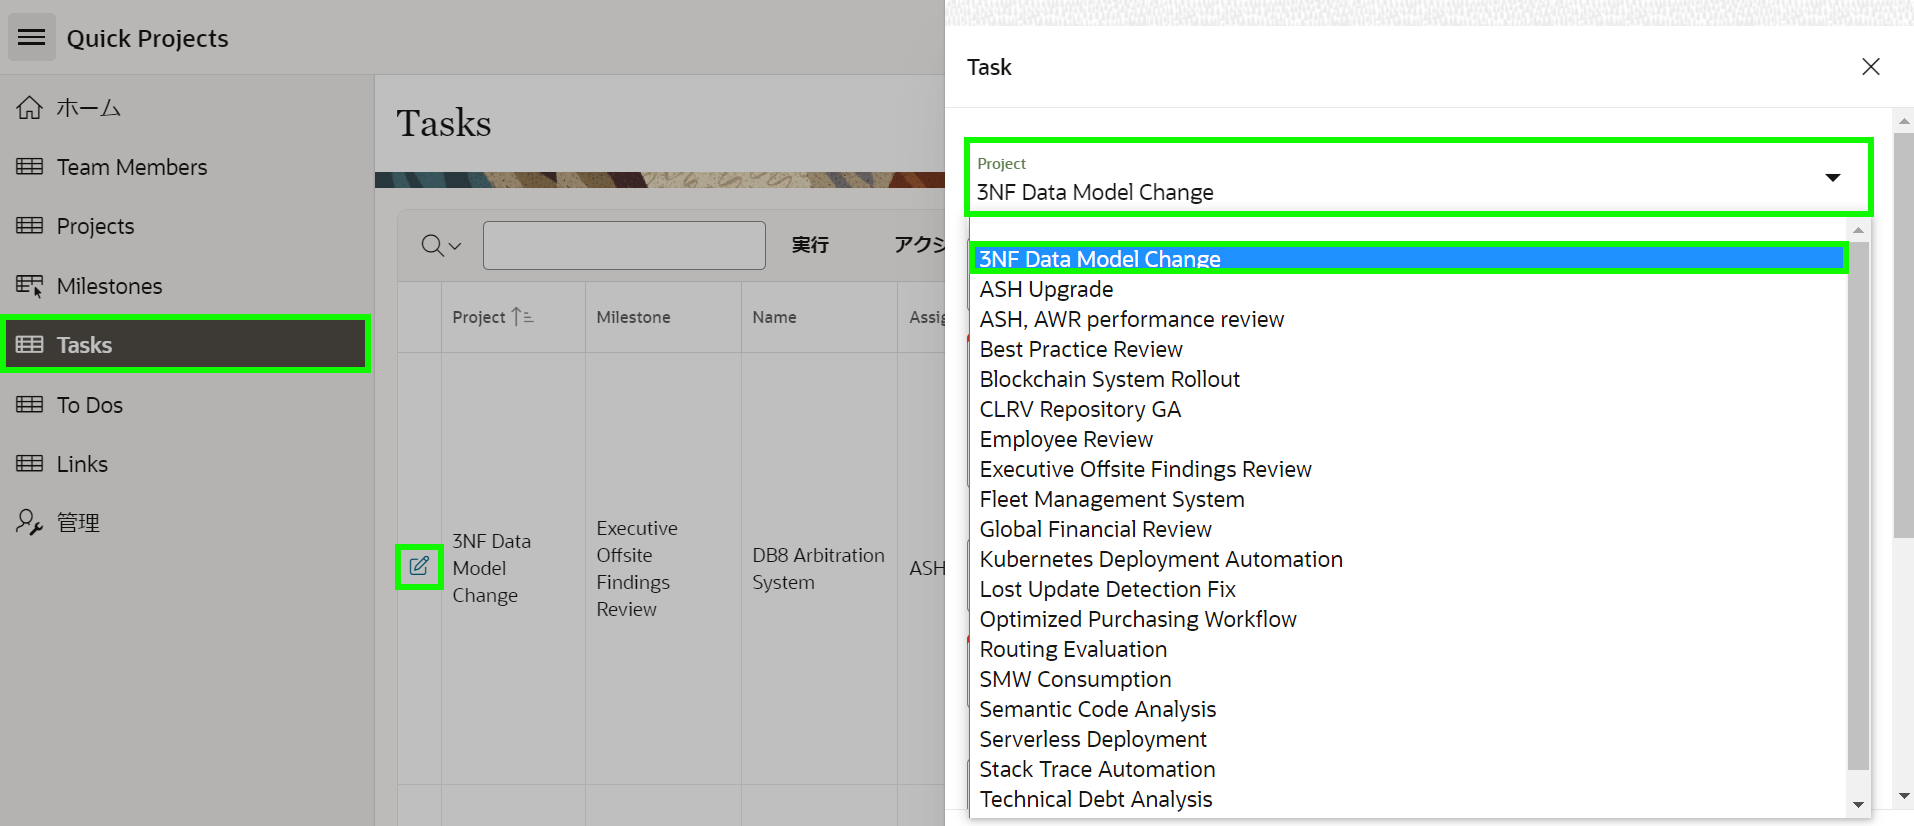 Quick Projects
ホーム
Team Members
Projects
Milestones
Tasks
To Dos
Links
管理
Tasks
実行
アクシ
Project
Milestone
Name
Assig
3NF Data
Model
Change
Executive
Offsite
Findings
Review
DB8 Arbitration
System
ASH
Task
Project
3NF Data Model Change
3NF Data Model Change
ASH Upgrade
ASH, AWR performance review
Best Practice Review
Blockchain System Rollout
CLRV Repository GA
Employee Review
Executive Offsite Findings Review
Fleet Management System
Global Financial Review
Kubernetes Deployment Automation
Lost Update Detection Fix
Optimized Purchasing Workflow
Routing Evaluation
SMW Consumption
Semantic Code Analysis
Serverless Deployment
Stack Trace Automation
Technical Debt Analysis